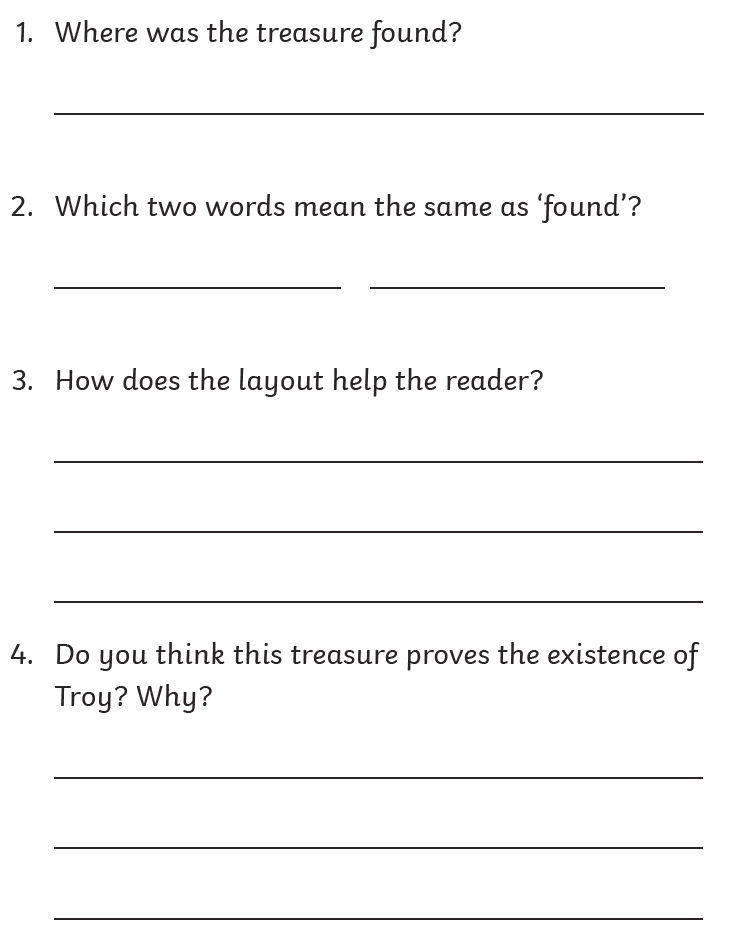 1. Where was the treasure found?
2. Which two words mean the same as ‘found’?
3. How does the layout help the reader?
4. Do you think this treasure proves the existence of
Troy? Why?